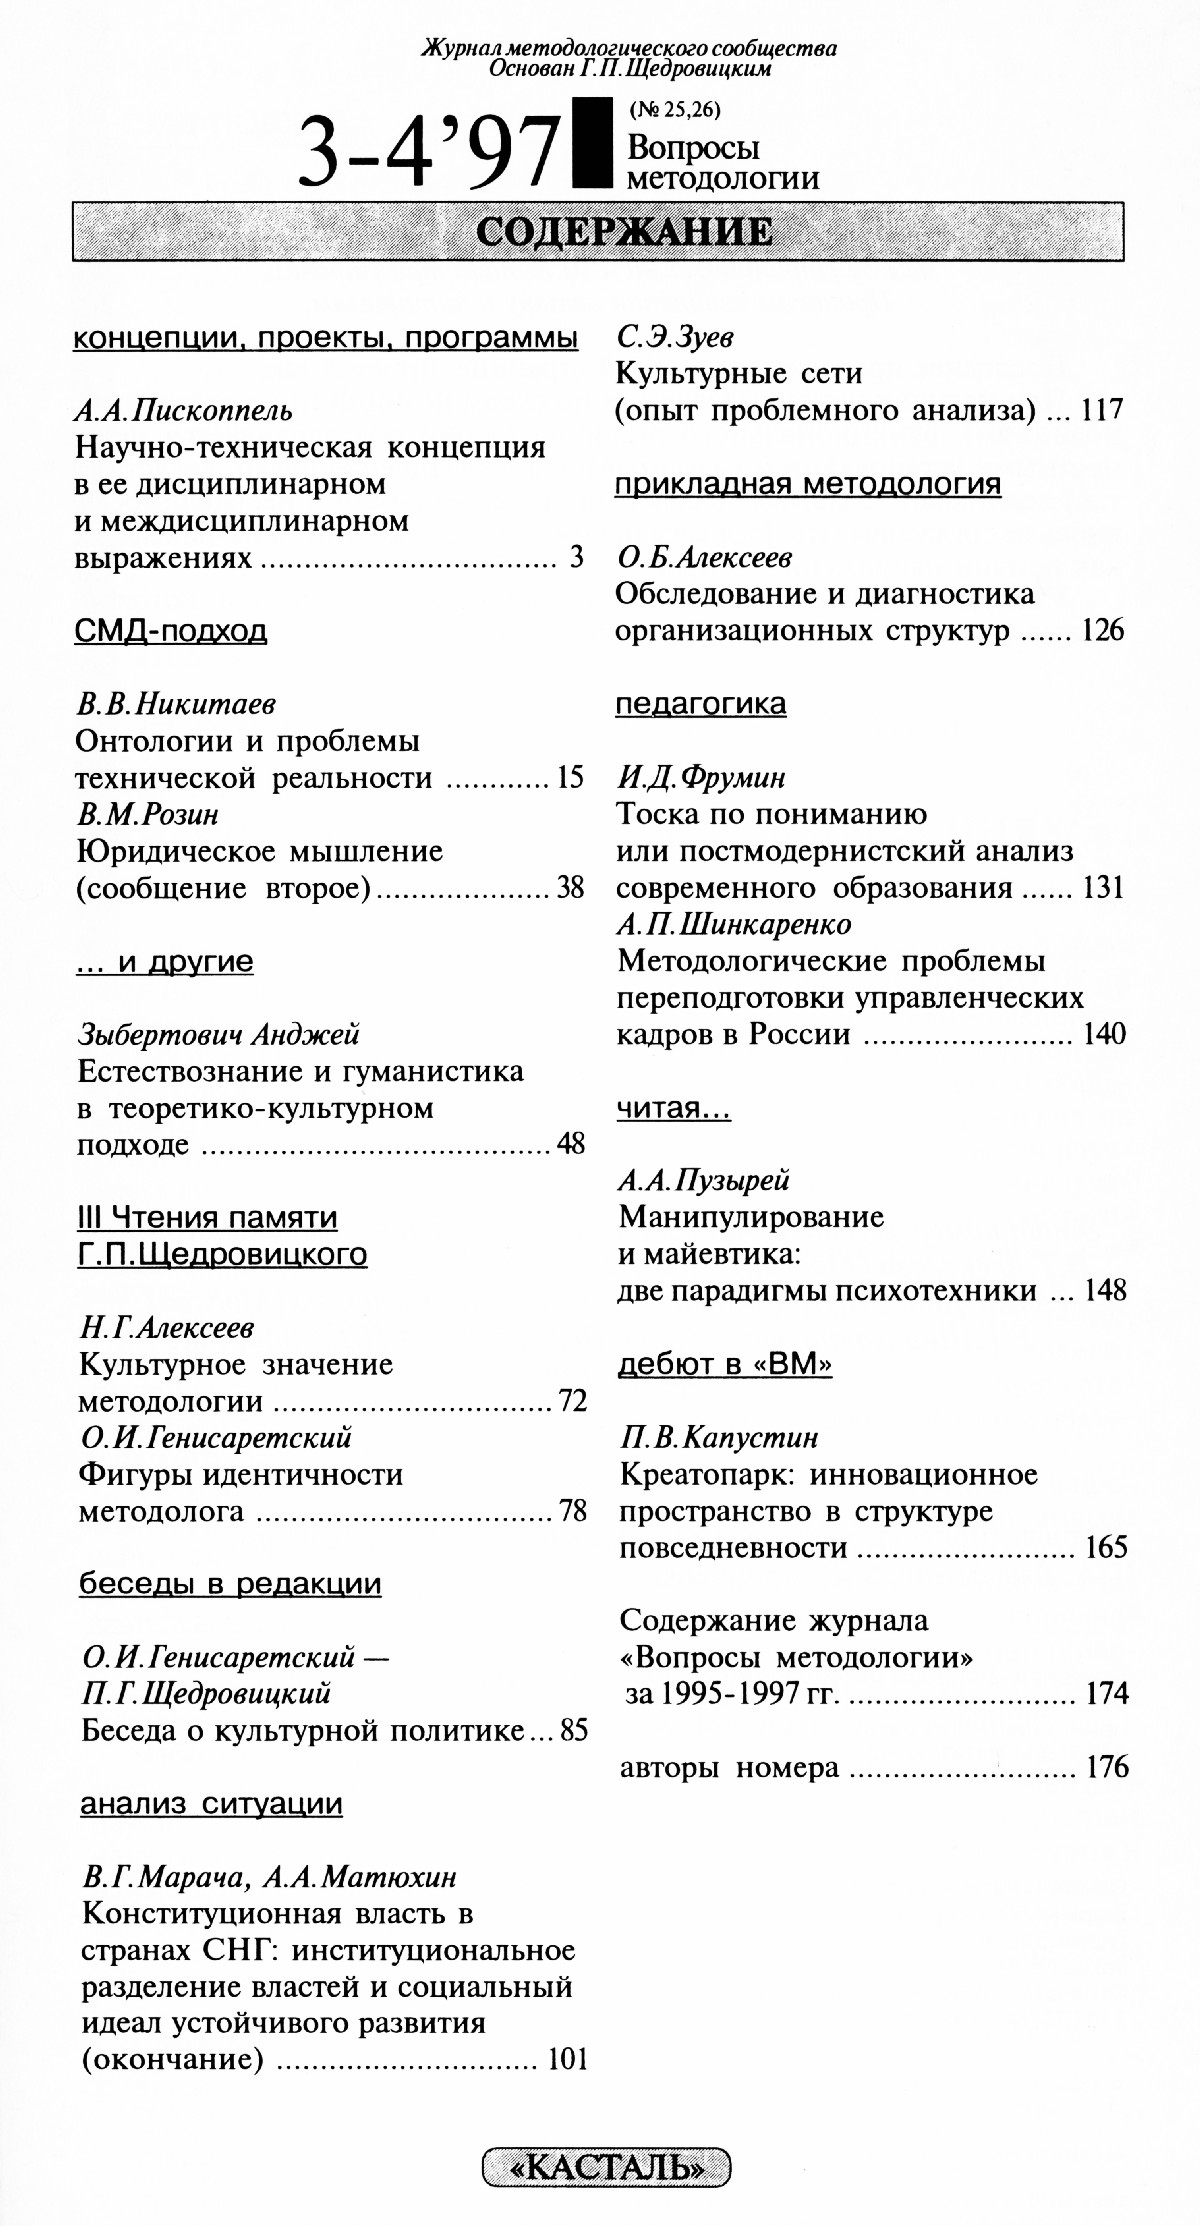 Журнал методологического сообщества
Основан Г.П.Щедровицким
3-4’97
(№ 25,26)
Вопросы
методологии
СОДЕРЖАНИЕ
концепции, проекты, программы
А.А.Пископпель
Научно-техническая концепция
в ее дисциплинарном
и междисциплинарном
выражениях .................................. 3
СМД-подход
В.В.Никитаев
Онтологии и проблемы
технической реальности ............ 15
В.М.Розин
Юридическое мышление
(сообщение второе).................... 38
... и другие
Зыбертович Анджей
Естествознание и гуманистика
в теоретико-культурном
подходе ........................................ 48
III Чтения памяти
Г.П.Щедровицкого
Н.Г.Алексеев
Культурное значение
методологии ................................ 72
О.И.Генисаретский
Фигуры идентичности
методолога .................................. 78
беседы в редакции
О.И.Генисаретский —
П.Г.Щедровицкий
Беседа о культурной политике... 85
анализ ситуации
В.Г.Марача, А.А.Матюхин
Конституционная власть в
странах СНГ: институциональное
разделение властей и социальный
идеал устойчивого развития
(окончание) .............................. 101
С.Э.Зуев
Культурные сети
(опыт проблемного анализа) ... 117
прикладная методология
О.Б.Алексеев
Обследование и диагностика
организационных структур ...... 126
педагогика
И.Д.Фрумин
Тоска по пониманию
или постмодернистский анализ
современного образования ...... 131
А.П.Шинкаренко
Методологические проблемы
переподготовки управленческих
кадров в России ........................ 140
читая...
А.А.Пузырей
Манипулирование
и майевтика:
две парадигмы психотехники ... 148
дебют в «ВМ»
П.В.Капустин
Креатопарк: инновационное
пространство в структуре
повседневности ......................... 165
Содержание журнала
«Вопросы методологии»
за 1995-1997 гг. .......................... 174
авторы номера .......................... 176
«КАСТАЛЬ»